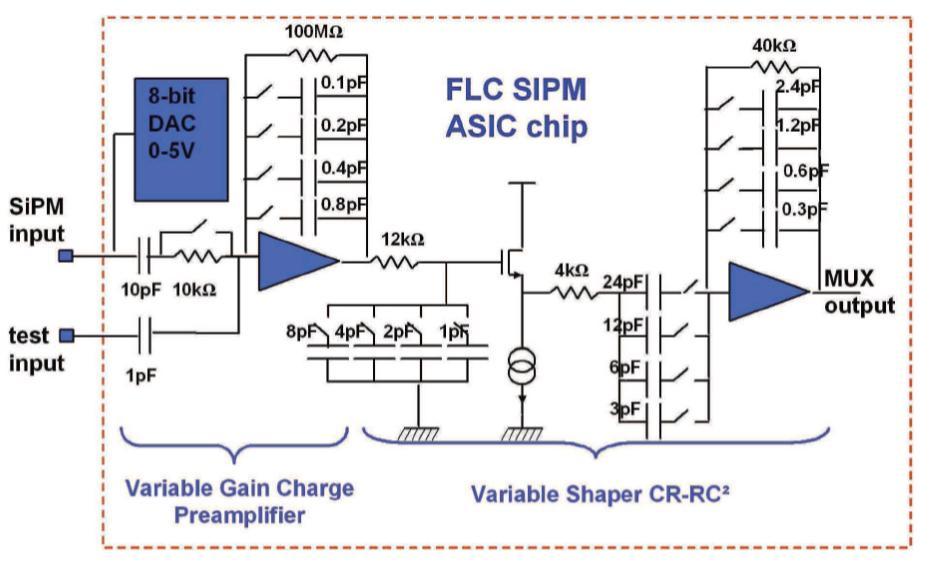 100MΩ
40kΩ
8-bit
DAC
0-5V
0.1pF
0.2pF
0.4pF
0.8pF
FLC SIPM
ASIC chip
2.4pF
1.2pF
0.6pF
0.3pF
SiPM
input
10pF
10kΩ
12kΩ
4kΩ
24pF
12pF
6pF
3pF
MUX
output
test
input
1pF
8pF
4pF
2pF
1pF
Variable Gain Charge
Preamplifier
Variable Shaper CR-RC²